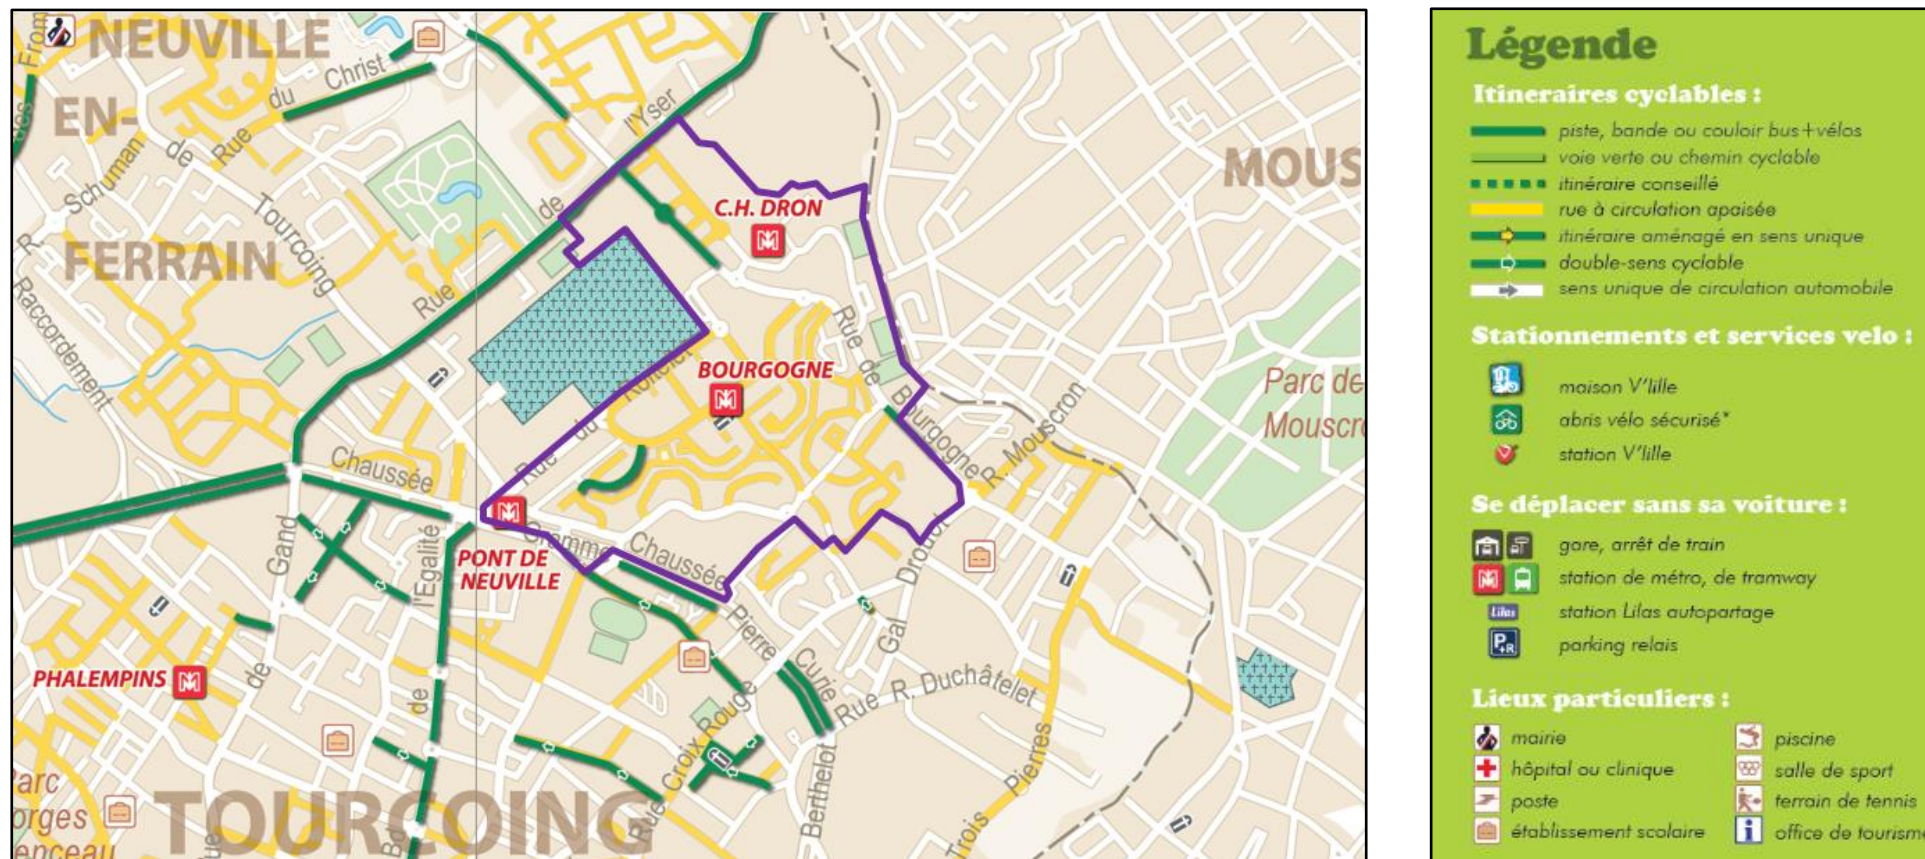 NEUVILLE
EN-
FERRAIN
Rue
du
Christ
de
Tourcoing
R.
Schuman
Raccordement
Rue
de
l'Yser
C.H. DRON
MOUS
BOURGOGNE
Rue
du
Roitelet
Rue de
Bourgogne
R. Mouscron
Parc de
Mouscr
Chaussée
PONT DE
NEUVILLE
Gramme
Chaussée
Pierre
Curie
Gal Drouot
Rue R. Duchâtelet
Gand
de
l'Egalité
de
Bd
PHALEMPINS
TOURCOING
Rue Croix Rouge
Berthelot
Trois
Pierres
arc
orges
enceau
Légende
Itineraires cyclables :
piste, bande ou couloir bus+vélos
voie verte ou chemin cyclable
itinéraire conseillé
rue à circulation apaisée
itinéraire aménagé en sens unique
double-sens cyclable
sens unique de circulation automobile
Stationnements et services velo :
maison V'lille
abris vélo sécurisé*
station V'lille
Se déplacer sans sa voiture :
gare, arrêt de train
station de métro, de tramway
Lilas station Lilas autopartage
P+R parking relais
Lieux particuliers :
mairie
piscine
hôpital ou clinique
salle de sport
poste
terrain de tennis
établissement scolaire
office de tourisme